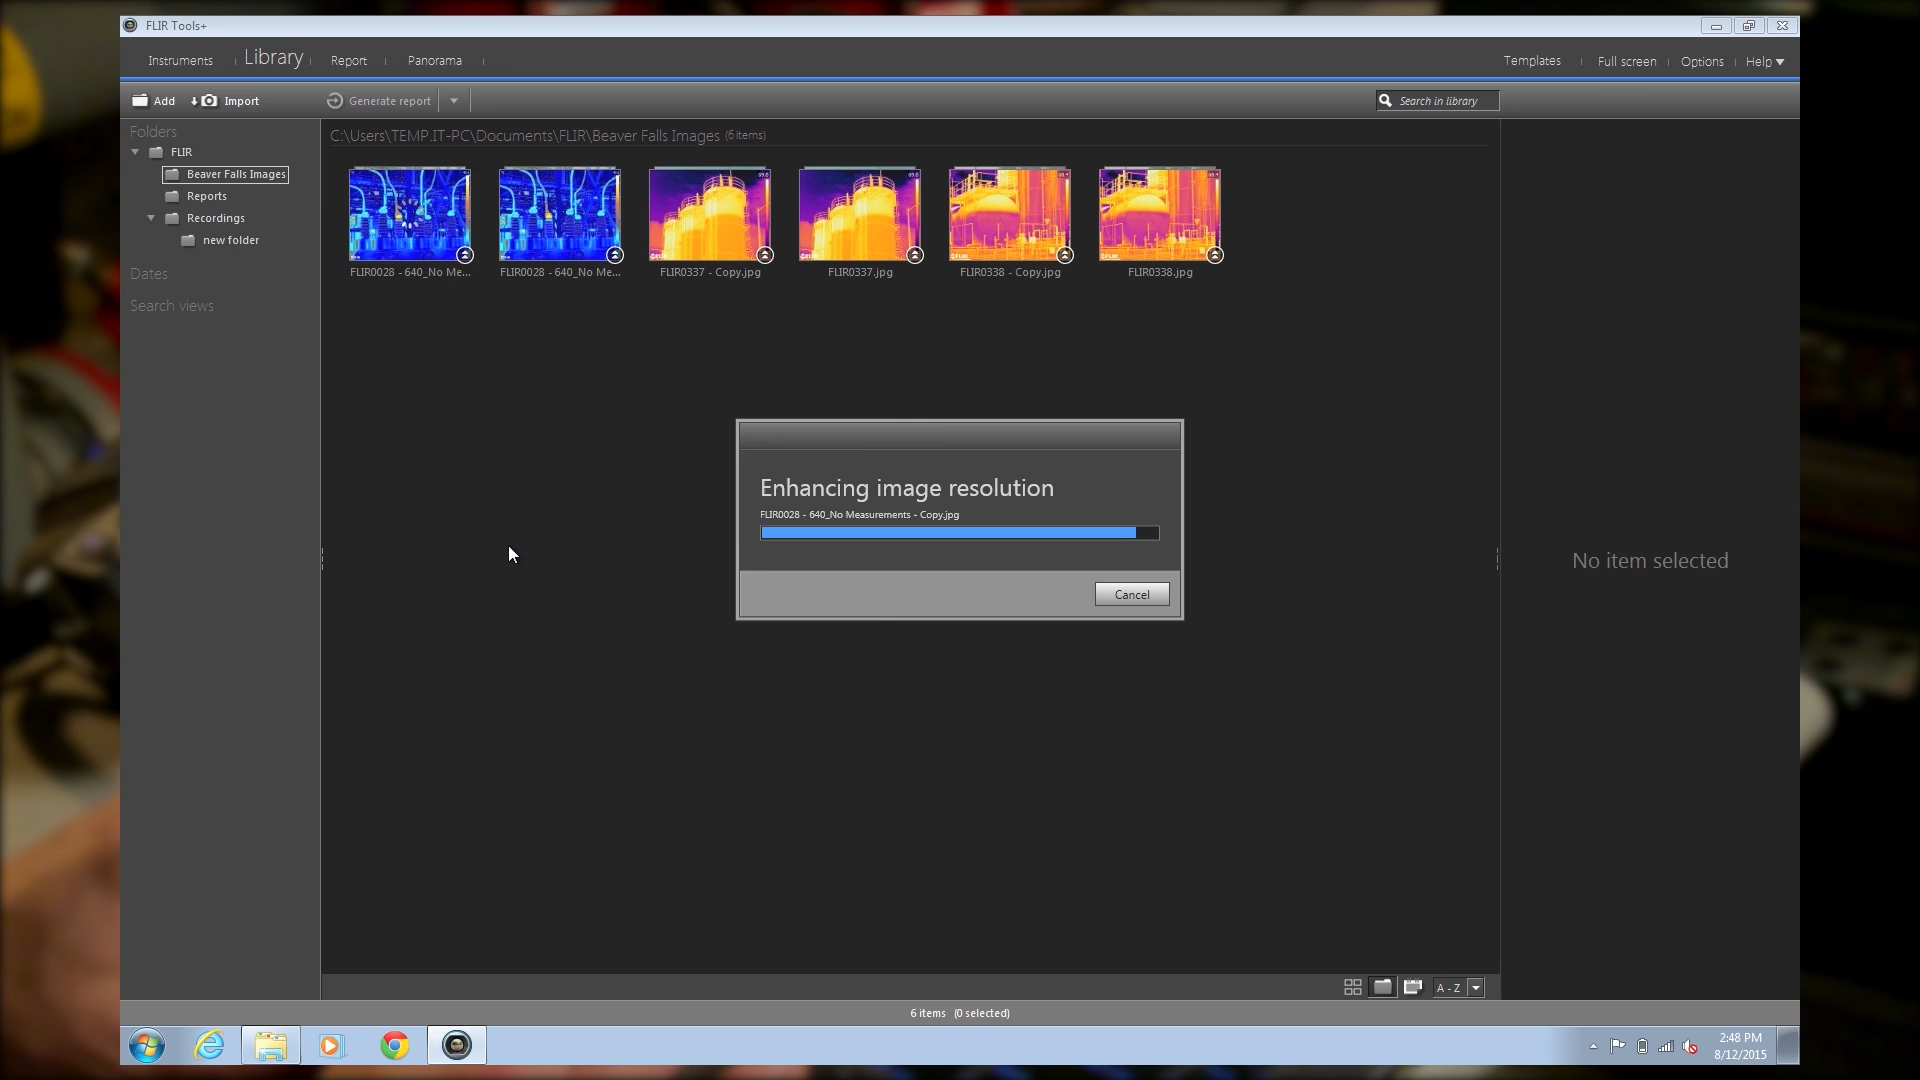 FLIR Tools+
Instruments Library Report Panorama Templates Full screen Options Help
Add Import Generate report Search in library
Folders
FLIR
Beaver Falls Images
Reports
Recordings
new folder
Dates
Search views
C:\Users\TEMP.IT-PC\Documents\FLIR\Beaver Falls Images (6 items)
FLIR0028 - 640_No Me... FLIR0028 - 640_No Me... FLIR0337 - Copy.jpg FLIR0337.jpg FLIR0338 - Copy.jpg FLIR0338.jpg
Enhancing image resolution
FLIR0028 - 640_No Measurements - Copy.jpg
Cancel
No item selected
A - Z
6 items (0 selected)
2:48 PM
8/12/2015